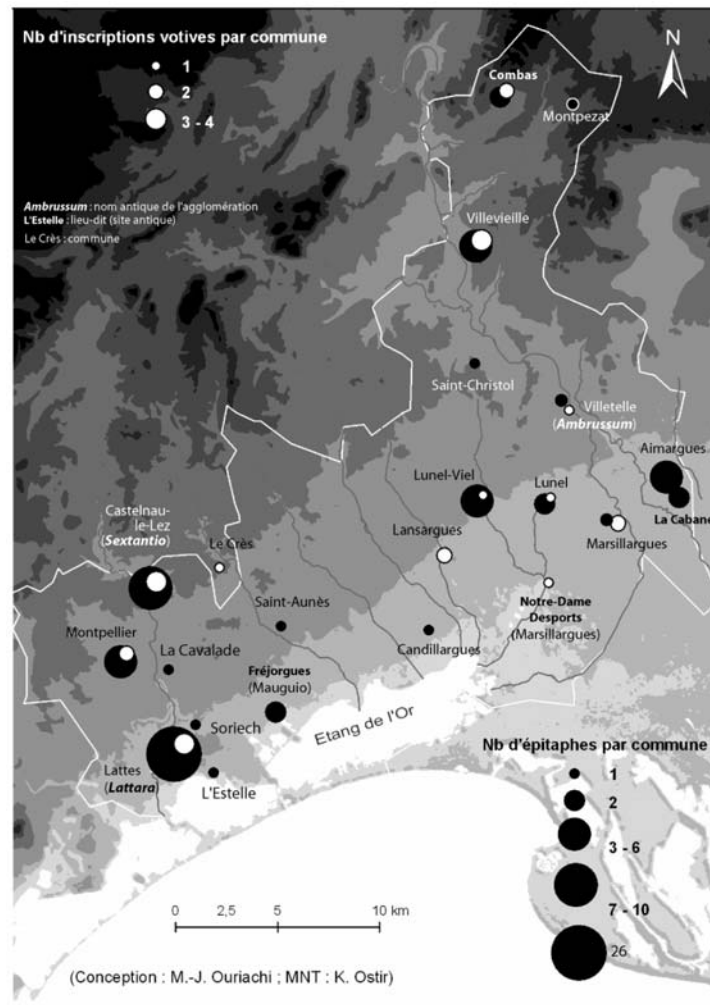 Nb d'inscriptions votives par commune
1
2
3 - 4
N
Combas
Montpezat
Ambrussum : nom antique de l'agglomération
L'Estelle : lieu-dit (site antique)
Le Crès : commune
Villevieille
Saint-Christol
Villetelle
(Ambrussum)
Aimargues
Lunel-Viel
Lunel
La Cabane
Castelnau-
le-Lez
(Sextantio)
Le Crès
Lansargues
Marsillargues
Saint-Aunès
Notre-Dame
Desports
(Marsillargues)
Montpellier
La Cavalade
Candillargues
Fréjorgues
(Mauguio)
Soriech
Etang de l'Or
Lattes
(Lattara)
L'Estelle
Nb d'épitaphes par commune
1
2
3 - 6
7 - 10
26
0 2,5 5 10 km
(Conception : M.-J. Ouriachi ; MNT : K. Ostir)